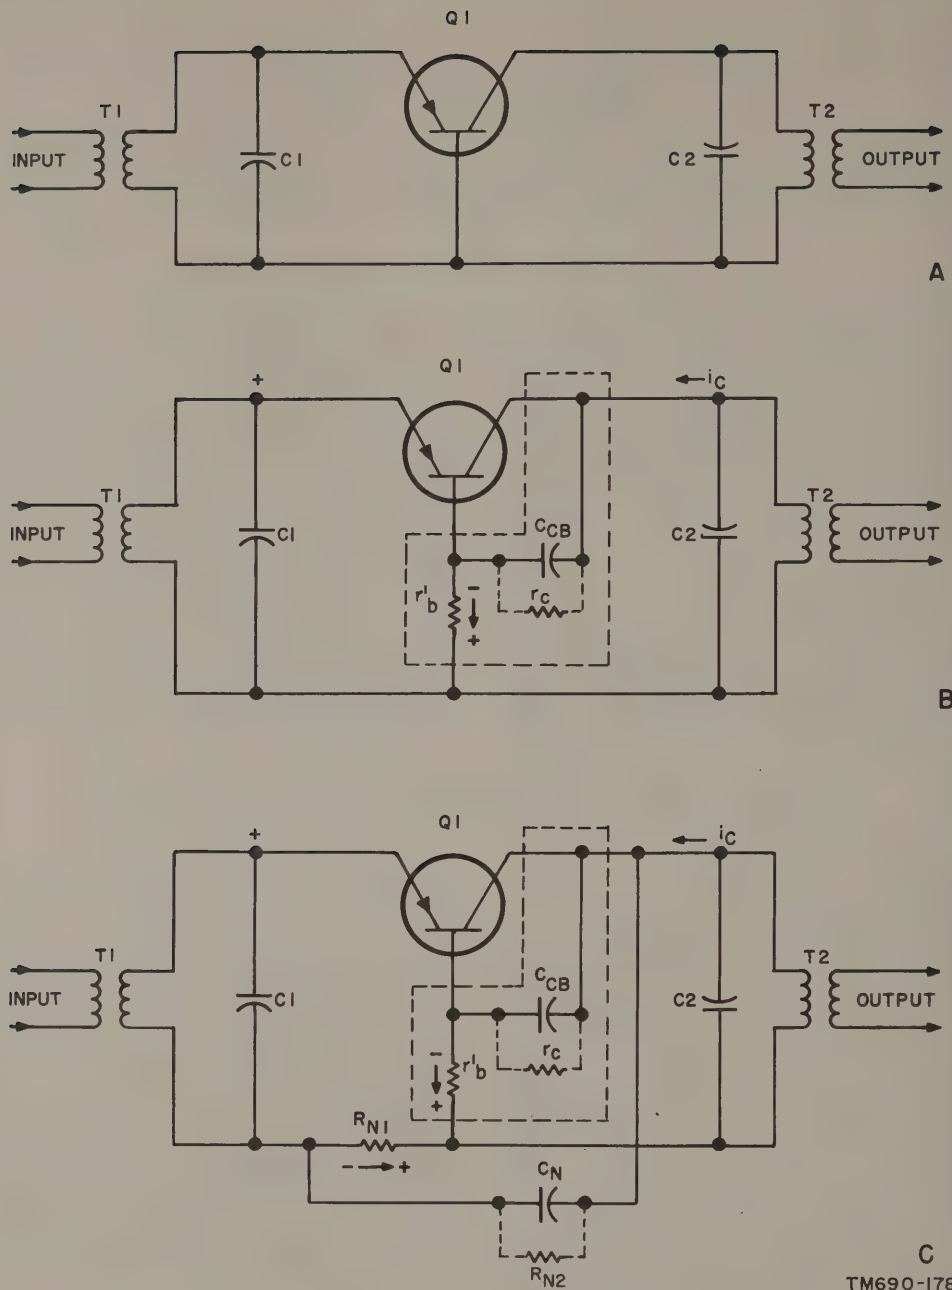 Q1
T1
INPUT
C1
C2
T2
OUTPUT
A
Q1
+
iC
T1
INPUT
C1
CCB
rC
r'b
-
+
C2
T2
OUTPUT
B
Q1
+
iC
T1
INPUT
C1
CCB
rC
r'b
-
+
C2
T2
OUTPUT
RN1
- +
CN
RN2
C
TM690-178